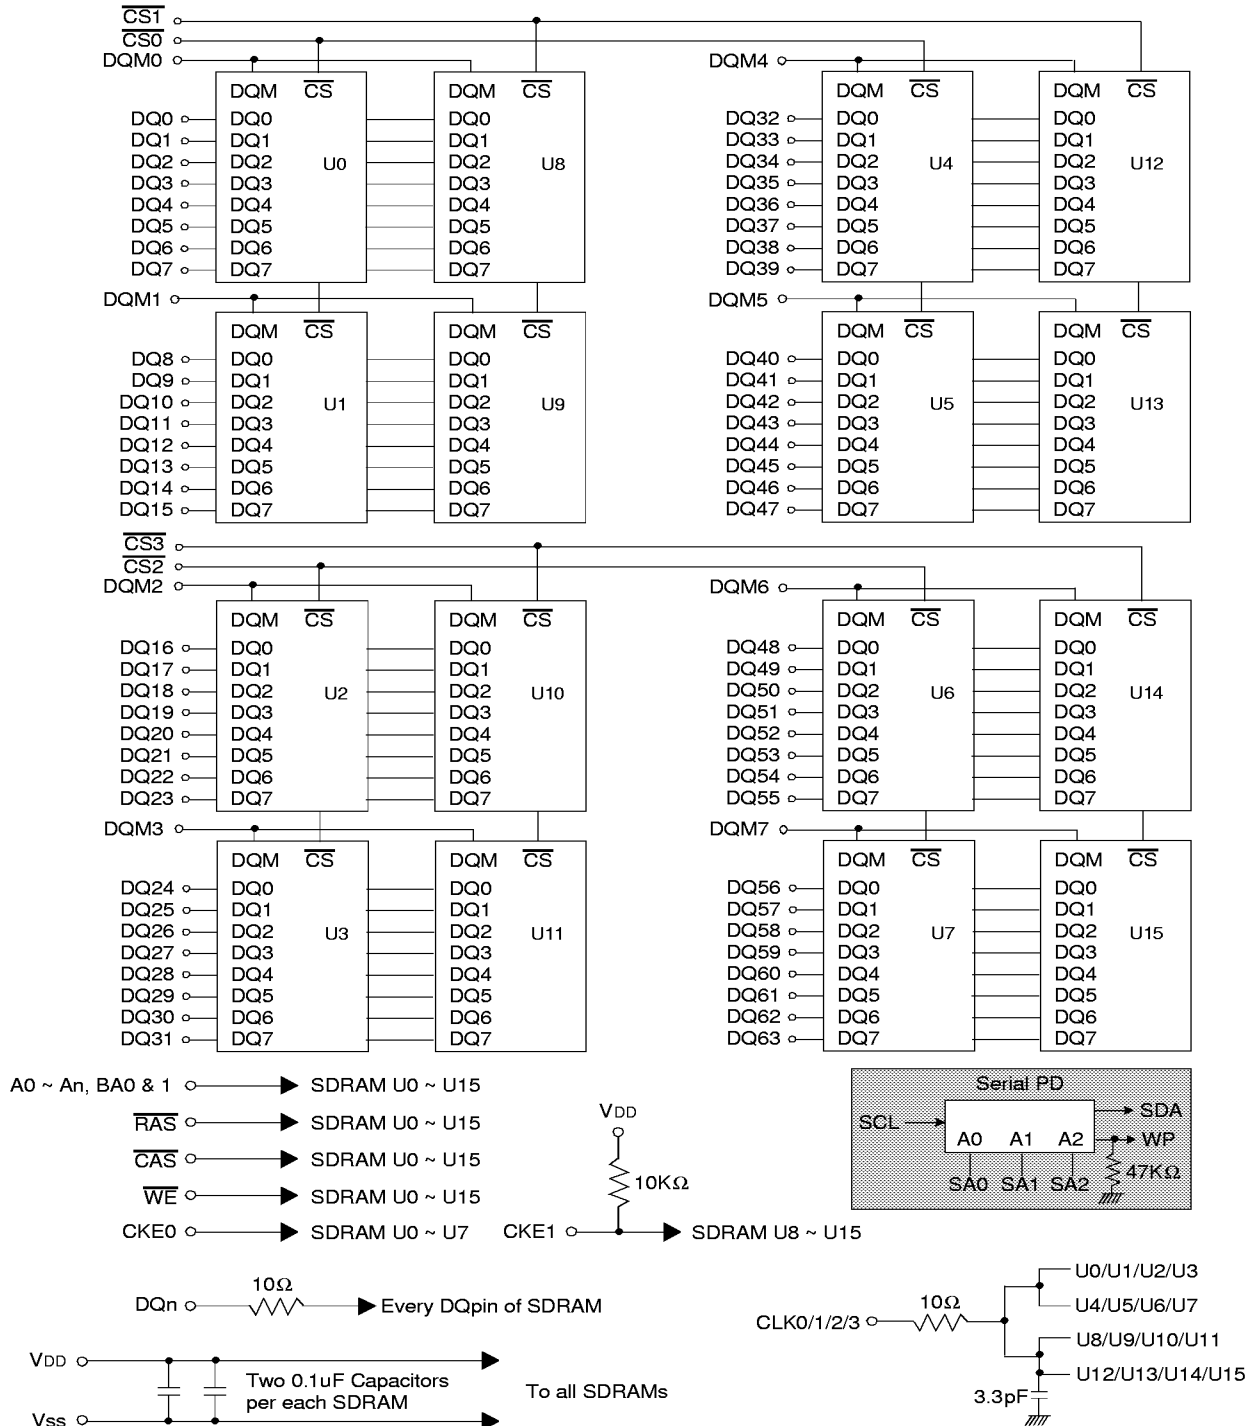 CS1
CS0
DQM0
DQM4
DQM CS DQM CS DQM CS DQM CS
DQ0 DQ0 DQ0 DQ32 DQ0 DQ0
DQ1 DQ1 DQ1 DQ33 DQ1 DQ1
DQ2 DQ2 U0 DQ2 U8 DQ34 DQ2 U4 DQ2 U12
DQ3 DQ3 DQ3 DQ35 DQ3 DQ3
DQ4 DQ4 DQ4 DQ36 DQ4 DQ4
DQ5 DQ5 DQ5 DQ37 DQ5 DQ5
DQ6 DQ6 DQ6 DQ38 DQ6 DQ6
DQ7 DQ7 DQ7 DQ39 DQ7 DQ7
DQM1 DQM5
DQM CS DQM CS DQM CS DQM CS
DQ8 DQ0 DQ0 DQ40 DQ0 DQ0
DQ9 DQ1 DQ1 DQ41 DQ1 DQ1
DQ10 DQ2 U1 DQ2 U9 DQ42 DQ2 U5 DQ2 U13
DQ11 DQ3 DQ3 DQ43 DQ3 DQ3
DQ12 DQ4 DQ4 DQ44 DQ4 DQ4
DQ13 DQ5 DQ5 DQ45 DQ5 DQ5
DQ14 DQ6 DQ6 DQ46 DQ6 DQ6
DQ15 DQ7 DQ7 DQ47 DQ7 DQ7
CS3
CS2
DQM2 DQM6
DQM CS DQM CS DQM CS DQM CS
DQ16 DQ0 DQ0 DQ48 DQ0 DQ0
DQ17 DQ1 DQ1 DQ49 DQ1 DQ1
DQ18 DQ2 U2 DQ2 U10 DQ50 DQ2 U6 DQ2 U14
DQ19 DQ3 DQ3 DQ51 DQ3 DQ3
DQ20 DQ4 DQ4 DQ52 DQ4 DQ4
DQ21 DQ5 DQ5 DQ53 DQ5 DQ5
DQ22 DQ6 DQ6 DQ54 DQ6 DQ6
DQ23 DQ7 DQ7 DQ55 DQ7 DQ7
DQM3 DQM7
DQM CS DQM CS DQM CS DQM CS
DQ24 DQ0 DQ0 DQ56 DQ0 DQ0
DQ25 DQ1 DQ1 DQ57 DQ1 DQ1
DQ26 DQ2 U3 DQ2 U11 DQ58 DQ2 U7 DQ2 U15
DQ27 DQ3 DQ3 DQ59 DQ3 DQ3
DQ28 DQ4 DQ4 DQ60 DQ4 DQ4
DQ29 DQ5 DQ5 DQ61 DQ5 DQ5
DQ30 DQ6 DQ6 DQ62 DQ6 DQ6
DQ31 DQ7 DQ7 DQ63 DQ7 DQ7
A0 ~ An, BA0 & 1 SDRAM U0 ~ U15
RAS SDRAM U0 ~ U15
CAS SDRAM U0 ~ U15
WE SDRAM U0 ~ U15
CKE0 SDRAM U0 ~ U7
VDD
10KΩ
CKE1 SDRAM U8 ~ U15
Serial PD
SCL SDA
A0 A1 A2 WP
SA0 SA1 SA2 47KΩ
10Ω
DQn Every DQpin of SDRAM
U0/U1/U2/U3
10Ω U4/U5/U6/U7
CLK0/1/2/3
U8/U9/U10/U11
U12/U13/U14/U15
3.3pF
VDD
Two 0.1uF Capacitors
per each SDRAM
To all SDRAMs
Vss